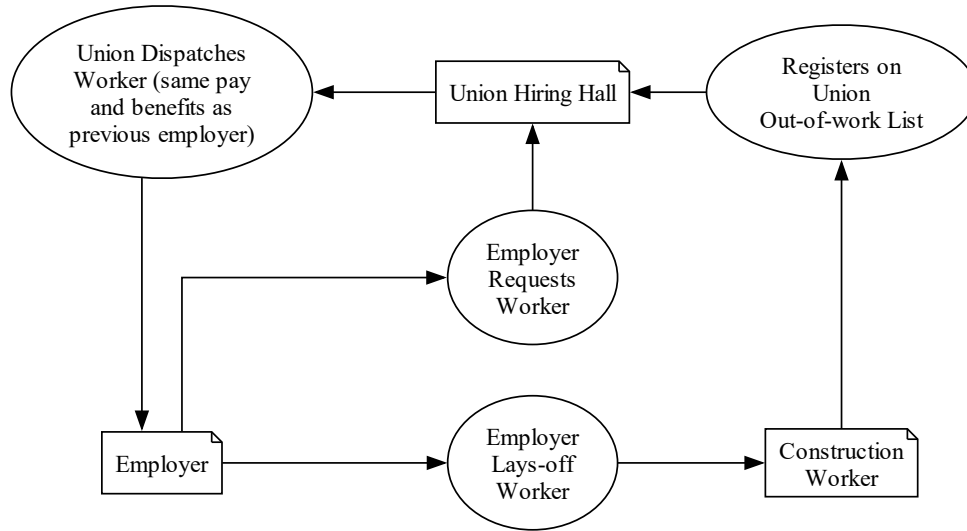 Union Dispatches
Worker (same pay
and benefits as
previous employer)
Union Hiring Hall
Registers on
Union
Out-of-work List
Employer
Requests
Worker
Employer
Employer
Lays-off
Worker
Construction
Worker